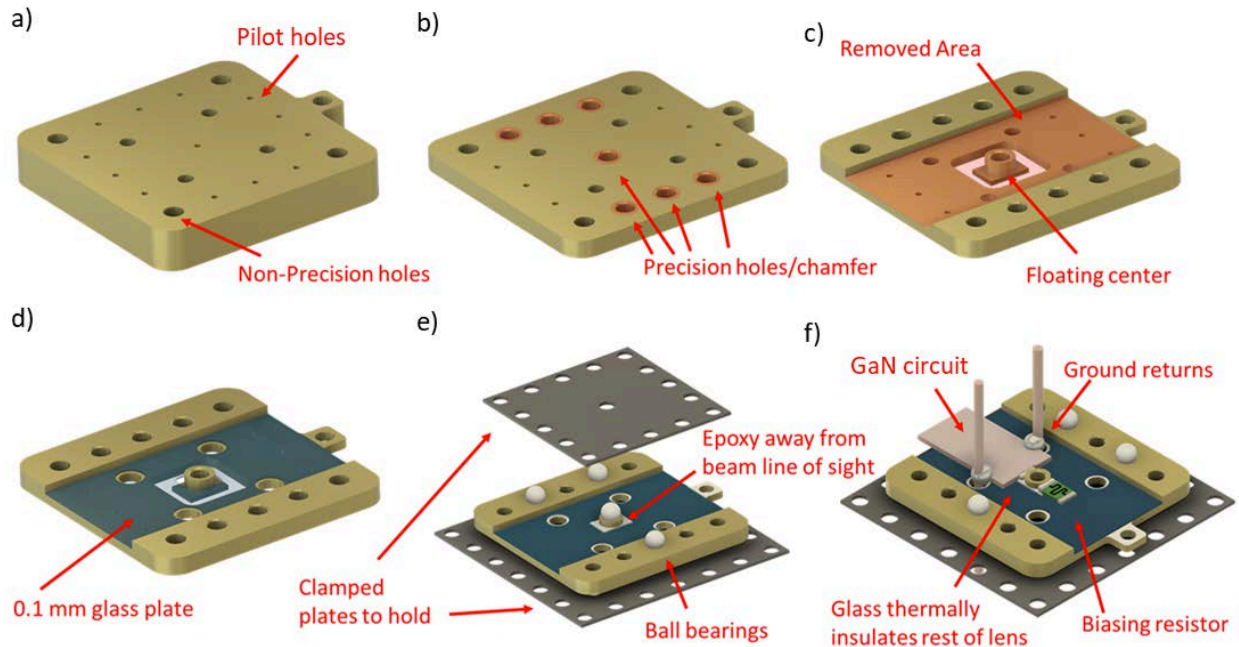 a)
Pilot holes
Non-Precision holes
b)
Precision holes/chamfer
c)
Removed Area
Floating center
d)
0.1 mm glass plate
e)
Epoxy away from
beam line of sight
Clamped
plates to hold
Ball bearings
f)
GaN circuit
Ground returns
Glass thermally
insulates rest of lens
Biasing resistor